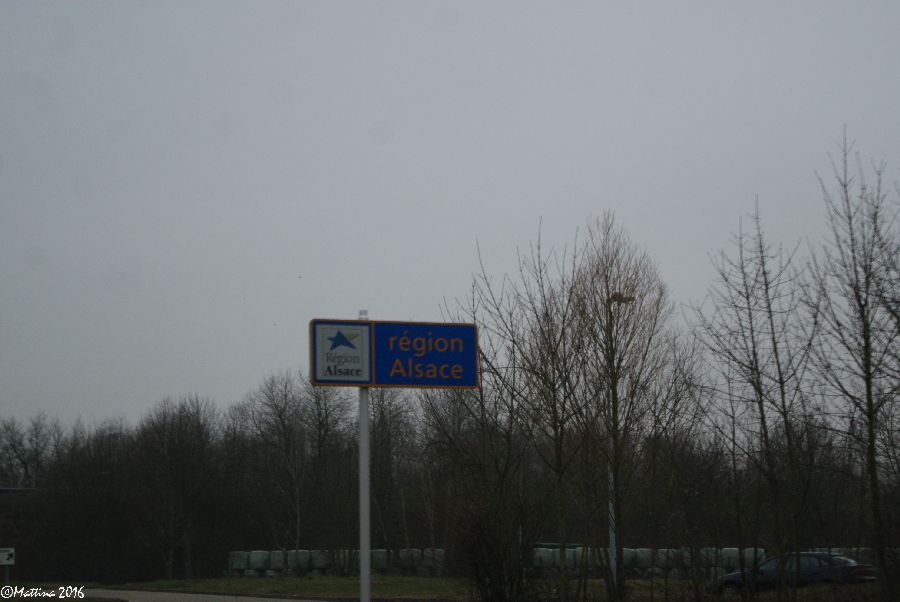 région
Alsace
Région
Alsace
©Mattina 2016